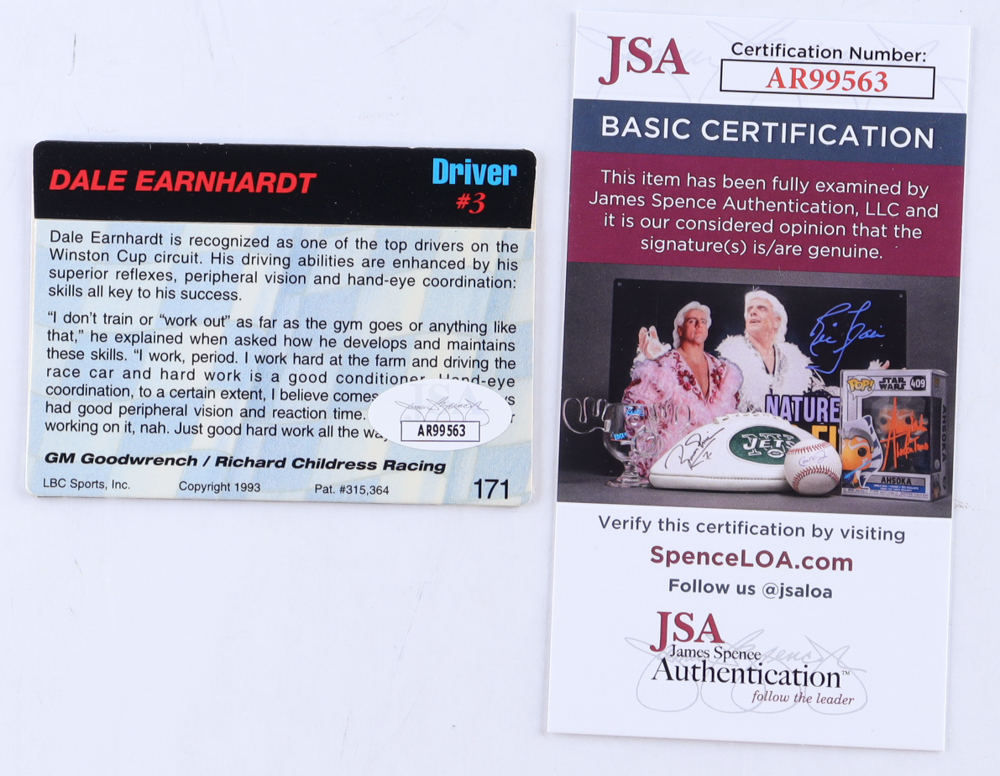 DALE EARNHARDT
Driver
#3
Dale Earnhardt is recognized as one of the top drivers on the
Winston Cup circuit. His driving abilities are enhanced by his
superior reflexes, peripheral vision and hand-eye coordination:
skills all key to his success.
"I don't train or "work out" as far as the gym goes or anything like
that," he explained when asked how he develops and maintains
these skills. "I work, period. I work hard at the farm and driving the
race car and hard work is a good conditioner. Hand-eye
coordination, to a certain extent, I believe comes
had good peripheral vision and reaction time.
working on it, nah. Just good hard work all the way
AR99563
GM Goodwrench / Richard Childress Racing
LBC Sports, Inc. Copyright 1993 Pat. #315,364 171
JSA
Certification Number:
AR99563
BASIC CERTIFICATION
This item has been fully examined by
James Spence Authentication, LLC and
it is our considered opinion that the
signature(s) is/are genuine.
NATURE
JETS
POP!
STAR WARS
409
AHSOKA
Verify this certification by visiting
SpenceLOA.com
Follow us @jsaloa
JSA
James Spence
Authentication™
follow the leader